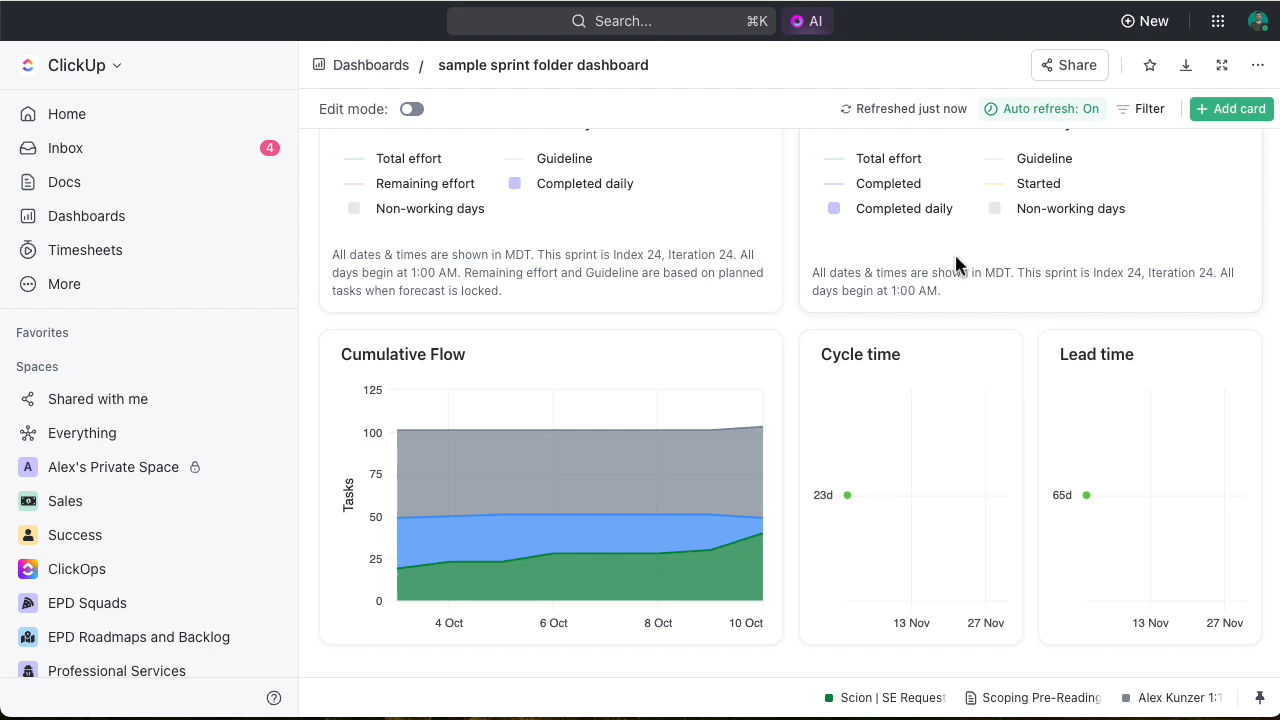 Search...
⌘K
AI
New
ClickUp
Dashboards / sample sprint folder dashboard
Share
Edit mode:
Refreshed just now
Auto refresh: On
Filter
+ Add card
Home
Inbox
4
Docs
Dashboards
Timesheets
More
Favorites
Spaces
Shared with me
Everything
A
Alex's Private Space
Sales
Success
ClickOps
EPD Squads
EPD Roadmaps and Backlog
Professional Services
Total effort
Guideline
Remaining effort
Completed daily
Non-working days
All dates & times are shown in MDT. This sprint is Index 24, Iteration 24. All
days begin at 1:00 AM. Remaining effort and Guideline are based on planned
tasks when forecast is locked.
Total effort
Guideline
Completed
Started
Completed daily
Non-working days
All dates & times are shown in MDT. This sprint is Index 24, Iteration 24. All
days begin at 1:00 AM.
Cumulative Flow
Tasks
125
100
75
50
25
0
4 Oct
6 Oct
8 Oct
10 Oct
Cycle time
23d
13 Nov
27 Nov
Lead time
65d
13 Nov
27 Nov
Scion | SE Request
Scoping Pre-Reading
Alex Kunzer 1:1